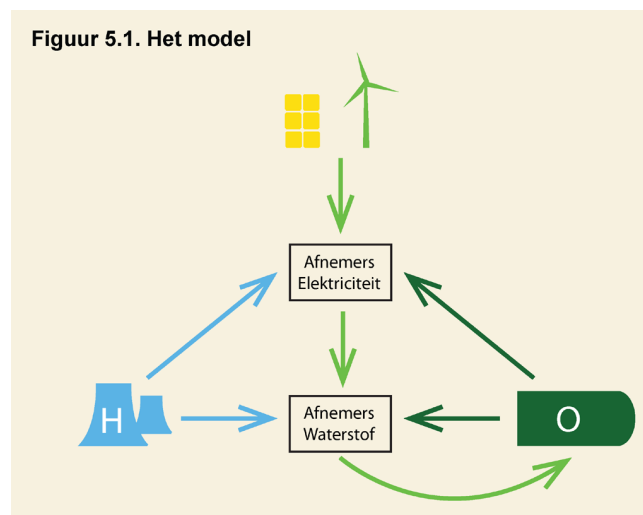 Figuur 5.1. Het model
Afnemers
Elektriciteit
H
Afnemers
Waterstof
O